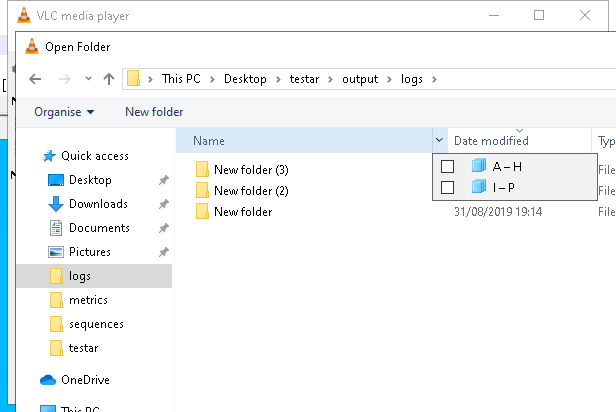 VLC media player
Open Folder
This PC > Desktop > testar > output > logs >
Organise New folder
Name Date modified Typ
Quick access
Desktop
Downloads
Documents
Pictures
logs
metrics
sequences
testar
OneDrive
This PC
New folder (3) File
New folder (2) File
New folder 31/08/2019 19:14 File
A – H
I – P